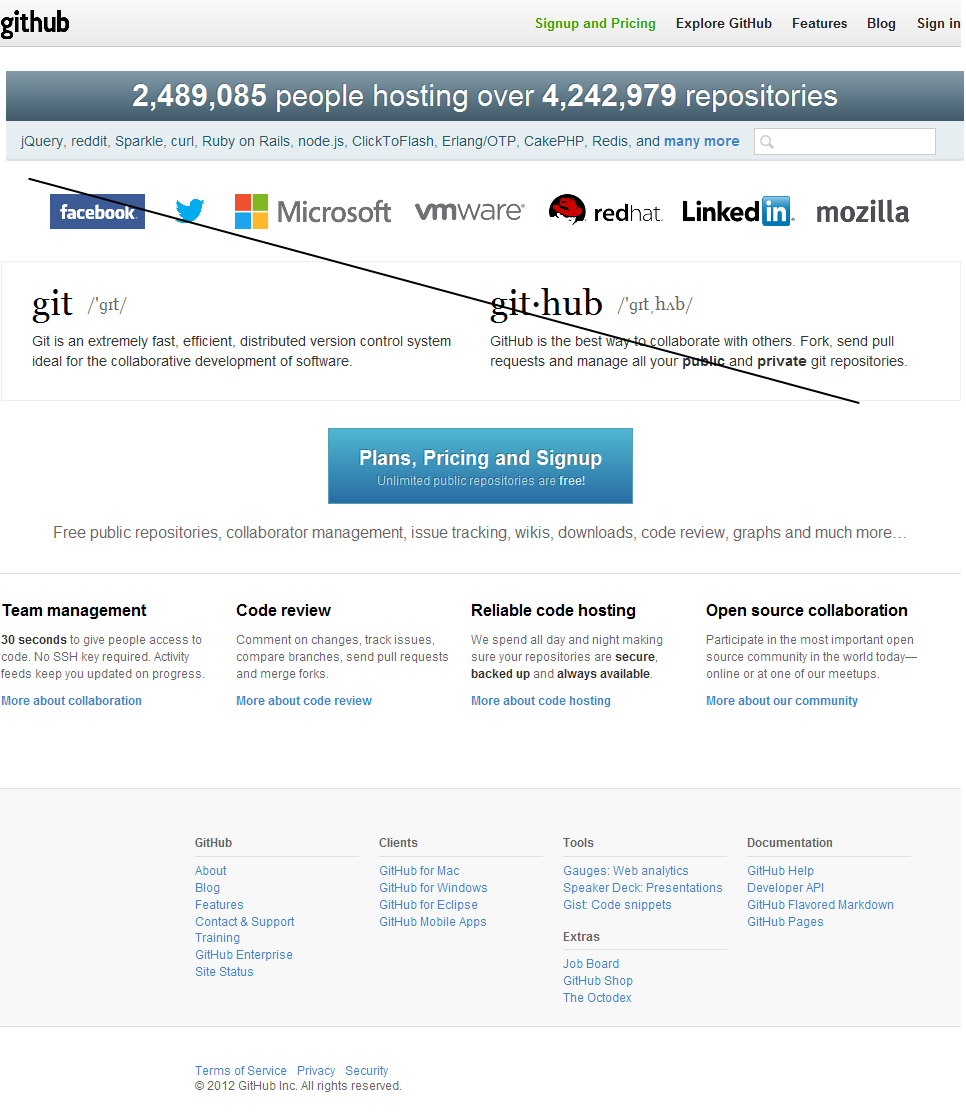 github
Signup and Pricing Explore GitHub Features Blog Sign in
2,489,085 people hosting over 4,242,979 repositories
jQuery, reddit, Sparkle, curl, Ruby on Rails, node.js, ClickToFlash, Erlang/OTP, CakePHP, Redis, and many more
facebook. Microsoft vmware® redhat. Linked in mozilla
git /'ɡɪt/
Git is an extremely fast, efficient, distributed version control system
ideal for the collaborative development of software.
git·hub /'ɡɪtˌhʌb/
GitHub is the best way to collaborate with others. Fork, send pull
requests and manage all your public and private git repositories.
Plans, Pricing and Signup
Unlimited public repositories are free!
Free public repositories, collaborator management, issue tracking, wikis, downloads, code review, graphs and much more…
Team management
30 seconds to give people access to
code. No SSH key required. Activity
feeds keep you updated on progress.
More about collaboration
Code review
Comment on changes, track issues,
compare branches, send pull requests
and merge forks.
More about code review
Reliable code hosting
We spend all day and night making
sure your repositories are secure,
backed up and always available.
More about code hosting
Open source collaboration
Participate in the most important open
source community in the world today—
online or at one of our meetups.
More about our community
GitHub
About
Blog
Features
Contact & Support
Training
GitHub Enterprise
Site Status
Clients
GitHub for Mac
GitHub for Windows
GitHub for Eclipse
GitHub Mobile Apps
Tools
Gauges: Web analytics
Speaker Deck: Presentations
Gist: Code snippets
Extras
Job Board
GitHub Shop
The Octodex
Documentation
GitHub Help
Developer API
GitHub Flavored Markdown
GitHub Pages
Terms of Service Privacy Security
© 2012 GitHub Inc. All rights reserved.